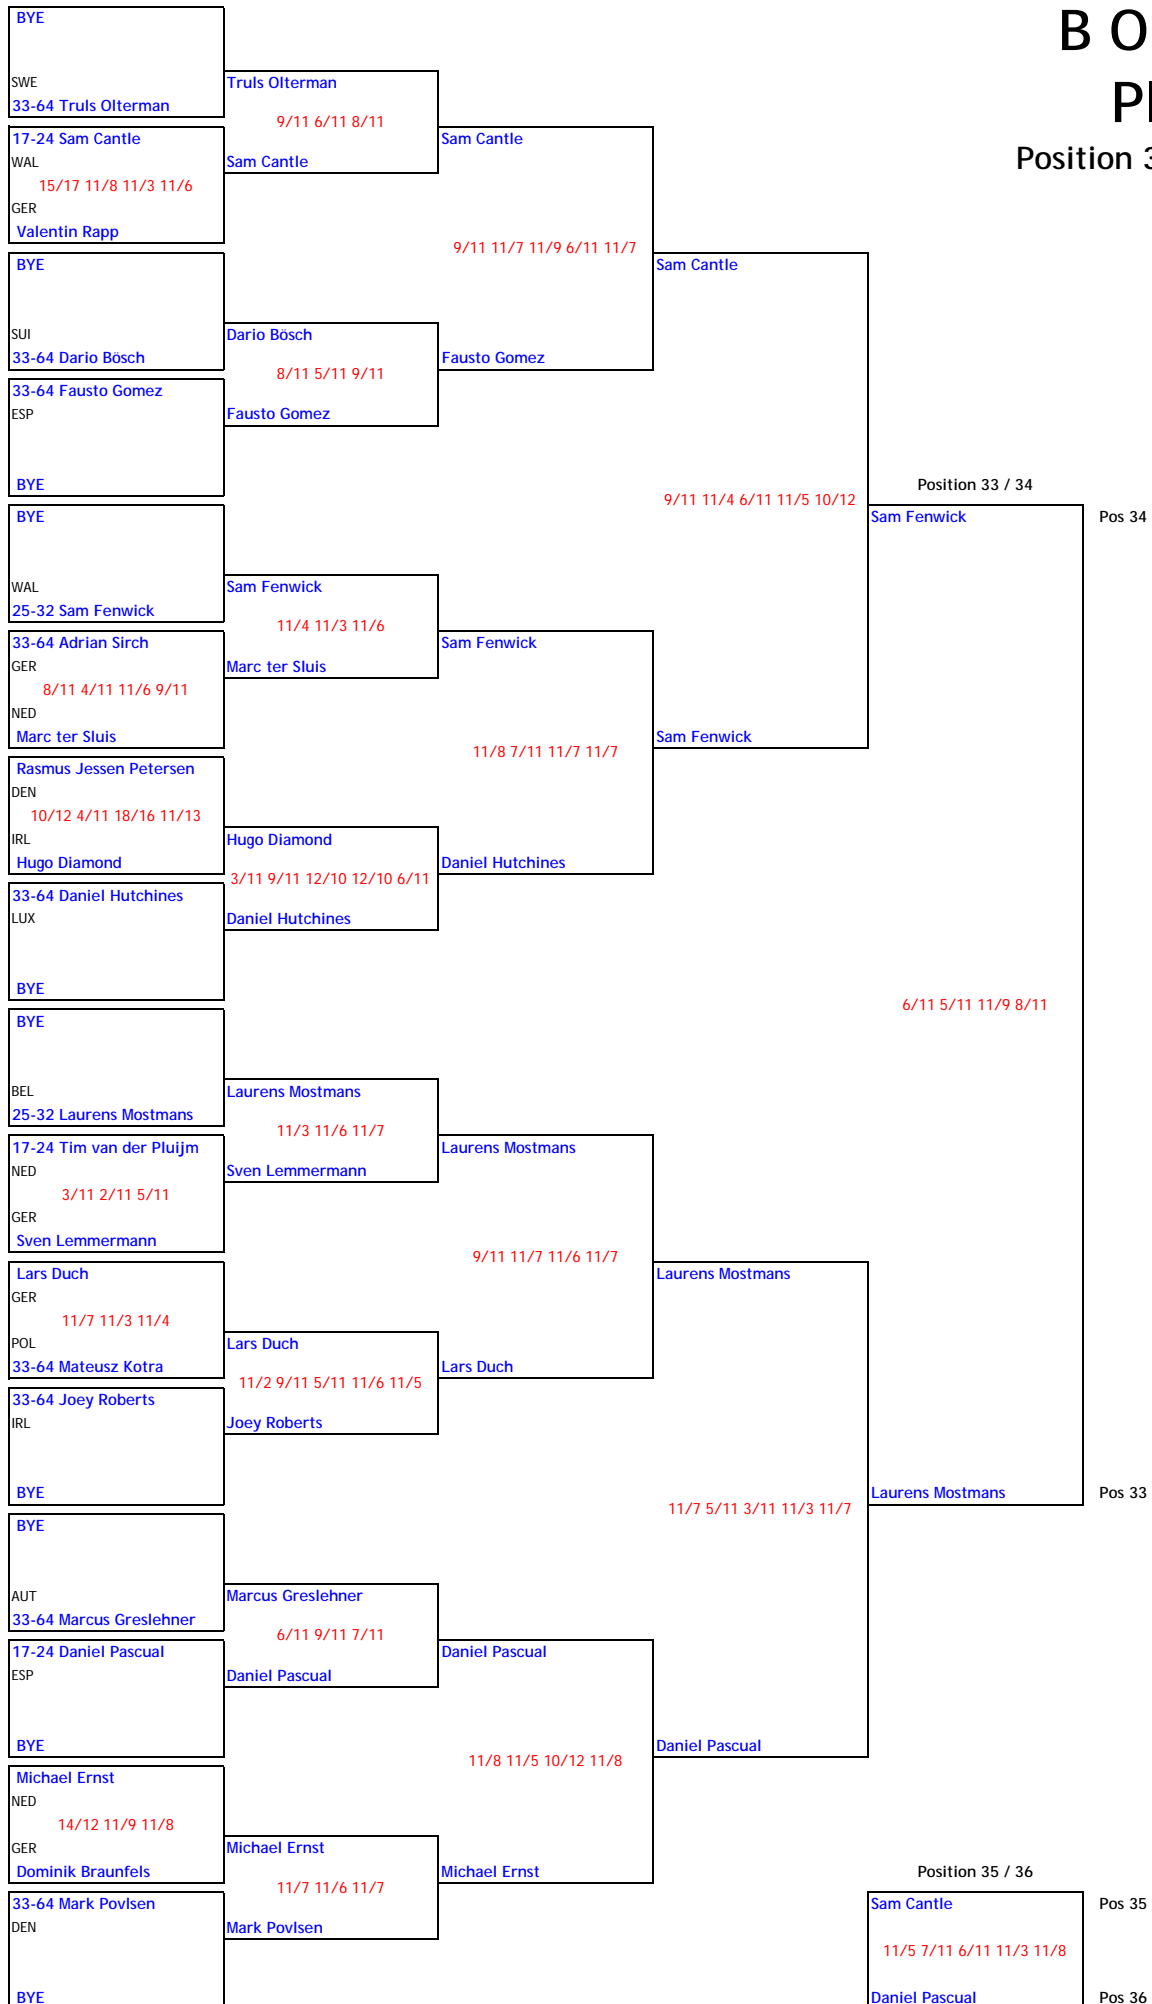 B O
Pl
Position 3
BYE
SWE
33-64 Truls Olterman
17-24 Sam Cantle
WAL
15/17 11/8 11/3 11/6
GER
Valentin Rapp
BYE
SUI
33-64 Dario Bösch
33-64 Fausto Gomez
ESP
BYE
BYE
WAL
25-32 Sam Fenwick
33-64 Adrian Sirch
GER
8/11 4/11 11/6 9/11
NED
Marc ter Sluis
Rasmus Jessen Petersen
DEN
10/12 4/11 18/16 11/13
IRL
Hugo Diamond
33-64 Daniel Hutchines
LUX
BYE
BYE
BEL
25-32 Laurens Mostmans
17-24 Tim van der Pluijm
NED
3/11 2/11 5/11
GER
Sven Lemmermann
Lars Duch
GER
11/7 11/3 11/4
POL
33-64 Mateusz Kotra
33-64 Joey Roberts
IRL
BYE
BYE
AUT
33-64 Marcus Greslehner
17-24 Daniel Pascual
ESP
BYE
Michael Ernst
NED
14/12 11/9 11/8
GER
Dominik Braunfels
33-64 Mark Povlsen
DEN
BYE
Truls Olterman
9/11 6/11 8/11
Sam Cantle
Dario Bösch
8/11 5/11 9/11
Fausto Gomez
Sam Fenwick
11/4 11/3 11/6
Marc ter Sluis
Hugo Diamond
3/11 9/11 12/10 12/10 6/11
Daniel Hutchines
Laurens Mostmans
11/3 11/6 11/7
Sven Lemmermann
Lars Duch
11/2 9/11 5/11 11/6 11/5
Joey Roberts
Marcus Greslehner
6/11 9/11 7/11
Daniel Pascual
Michael Ernst
11/7 11/6 11/7
Mark Povlsen
Sam Cantle
9/11 11/7 11/9 6/11 11/7
Fausto Gomez
Sam Fenwick
11/8 7/11 11/7 11/7
Daniel Hutchines
Laurens Mostmans
9/11 11/7 11/6 11/7
Lars Duch
Daniel Pascual
11/8 11/5 10/12 11/8
Michael Ernst
Sam Cantle
9/11 11/4 6/11 11/5 10/12
Sam Fenwick
Laurens Mostmans
11/7 5/11 3/11 11/3 11/7
Daniel Pascual
Position 33 / 34
Sam Fenwick
Pos 34
6/11 5/11 11/9 8/11
Laurens Mostmans
Pos 33
Position 35 / 36
Sam Cantle
Pos 35
11/5 7/11 6/11 11/3 11/8
Daniel Pascual
Pos 36